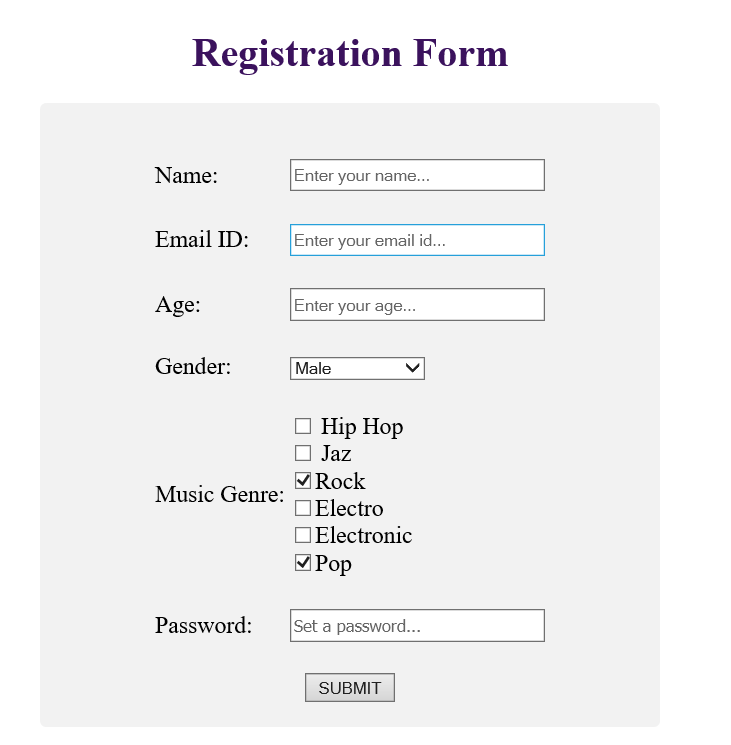 Registration Form
Name: Enter your name...
Email ID: Enter your email id...
Age: Enter your age...
Gender: Male
Music Genre:
Hip Hop
Jaz
Rock
Electro
Electronic
Pop
Password: Set a password...
SUBMIT